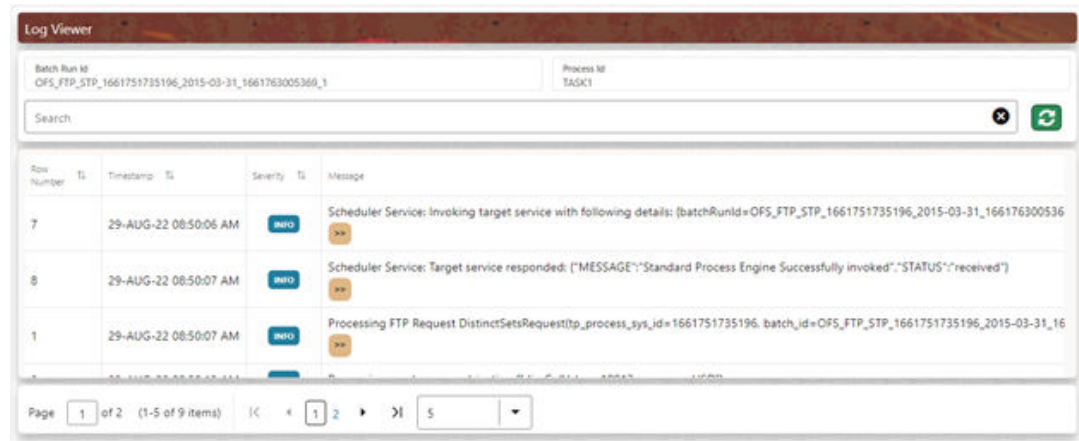 Log Viewer
Batch Run Id
OFS_FTP_STP_1661751735196_2015-03-31_1661763005369_1
Process Id
TASK1
Search
Row Number
Timestamp
Severity
Message
7
29-AUG-22 08:50:06 AM
INFO
Scheduler Service: Invoking target service with following details: {batchRunId=OFS_FTP_STP_1661751735196_2015-03-31_166176300536
>>
8
29-AUG-22 08:50:07 AM
INFO
Scheduler Service: Target service responded: {"MESSAGE":"Standard Process Engine Successfully invoked","STATUS":"received"}
>>
1
29-AUG-22 08:50:07 AM
INFO
Processing FTP Request DistinctSetsRequest(tp_process_sys_id=1661751735196, batch_id=OFS_FTP_STP_1661751735196_2015-03-31_16
>>
Page 1 of 2 (1-5 of 9 items) 1 2 5